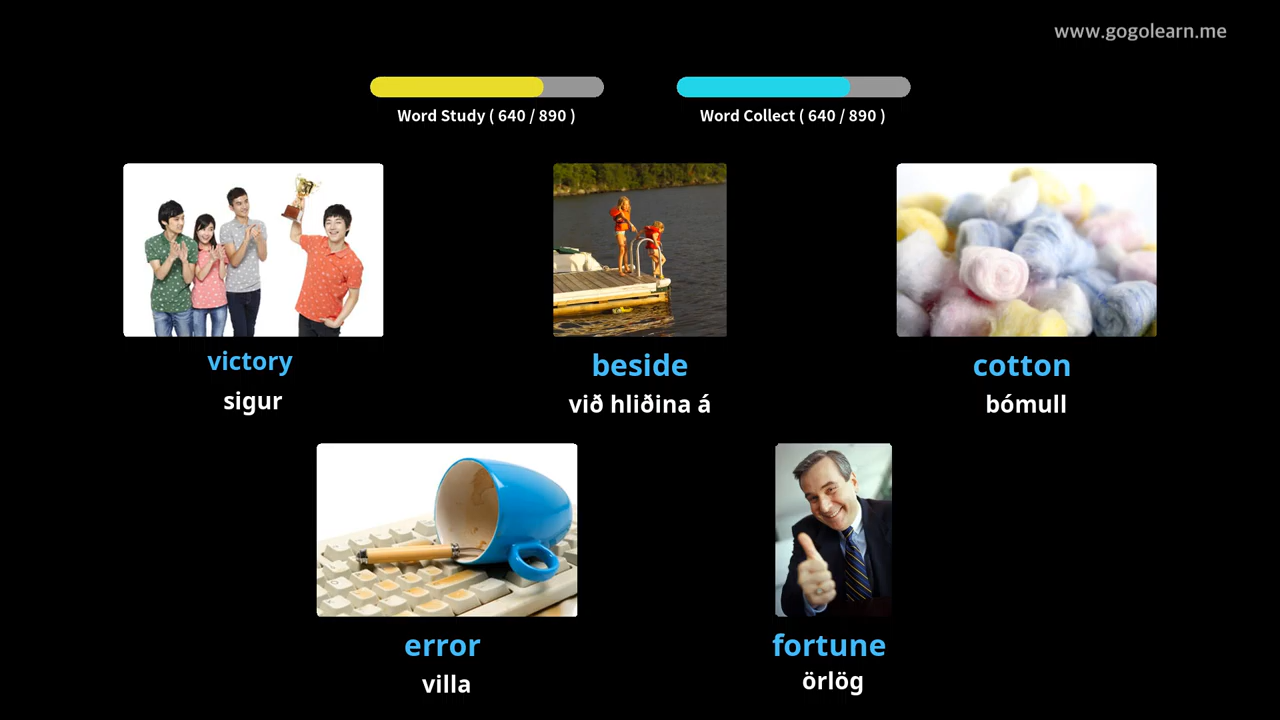 www.gogolearn.me
Word Study ( 640 / 890 )
Word Collect ( 640 / 890 )
victory
sigur
beside
við hliðina á
cotton
bómull
error
villa
fortune
örlög